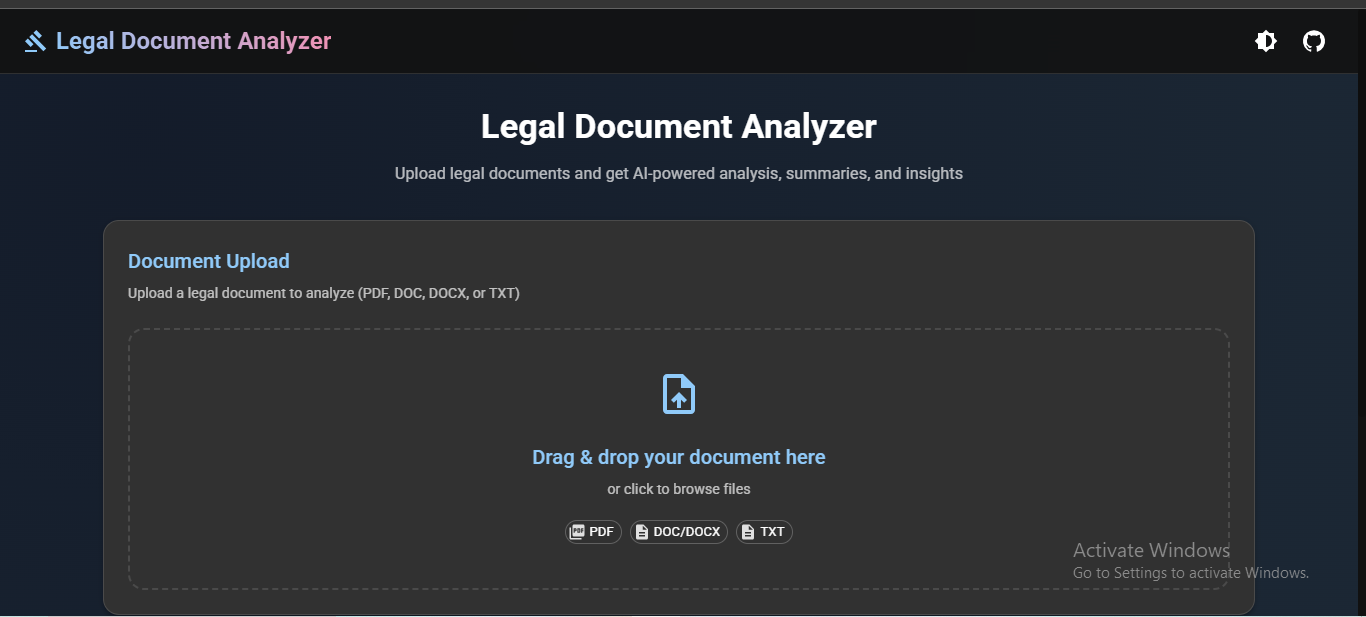 Legal Document Analyzer
Legal Document Analyzer
Upload legal documents and get AI-powered analysis, summaries, and insights
Document Upload
Upload a legal document to analyze (PDF, DOC, DOCX, or TXT)
Drag & drop your document here
or click to browse files
PDF PDF DOC/DOCX TXT
Activate Windows
Go to Settings to activate Windows.